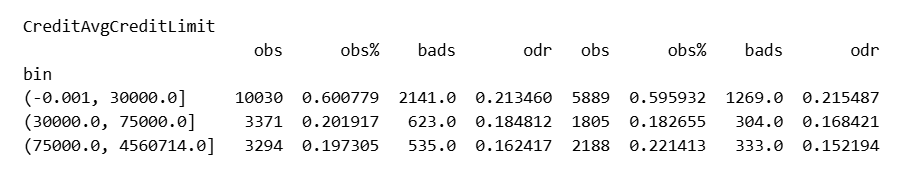 CreditAvgCreditLimit
obs obs% bads odr obs obs% bads odr
bin
(-0.001, 30000.0] 10030 0.600779 2141.0 0.213460 5889 0.595932 1269.0 0.215487
(30000.0, 75000.0] 3371 0.201917 623.0 0.184812 1805 0.182655 304.0 0.168421
(75000.0, 4560714.0] 3294 0.197305 535.0 0.162417 2188 0.221413 333.0 0.152194